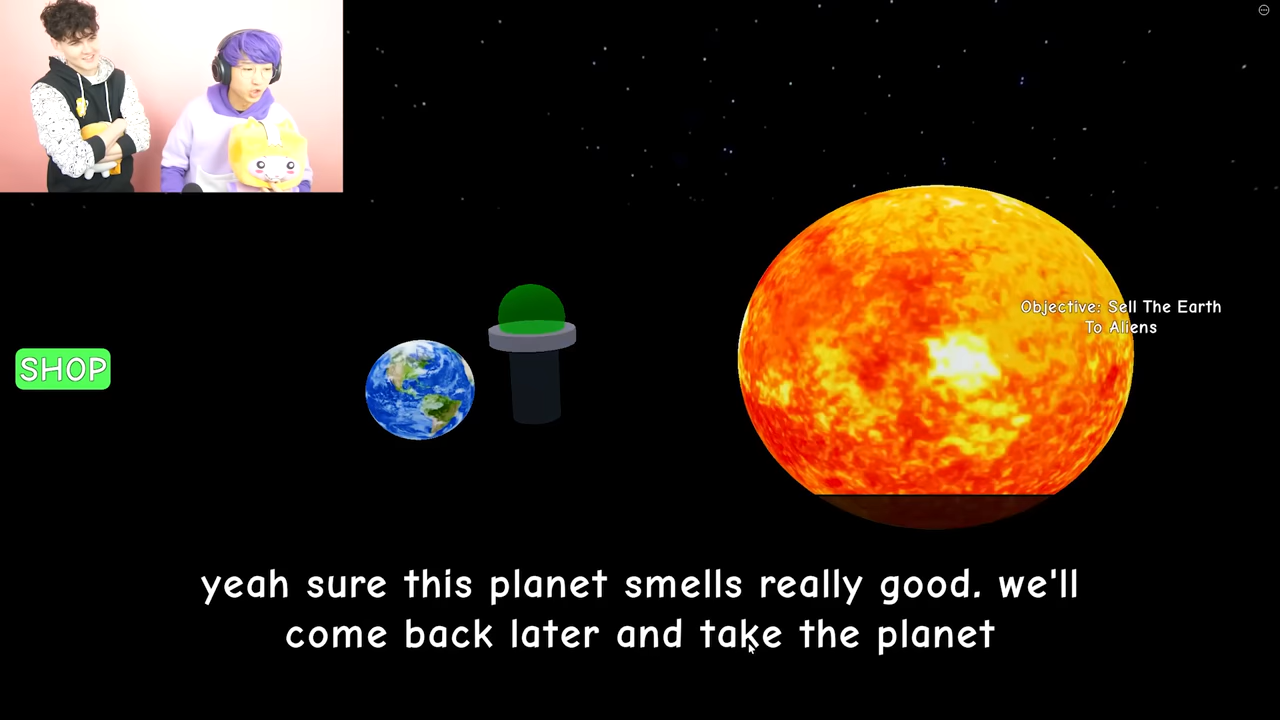 Objective: Sell The Earth
To Aliens
SHOP
yeah sure this planet smells really good. we'll
come back later and take the planet